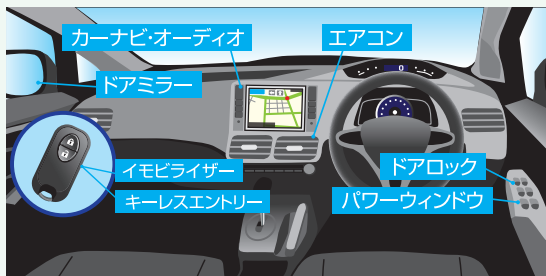 カーナビ・オーディオ
エアコン
ドアミラー
0
イモビライザー
キーレスエントリー
ドアロック
パワーウィンドウ